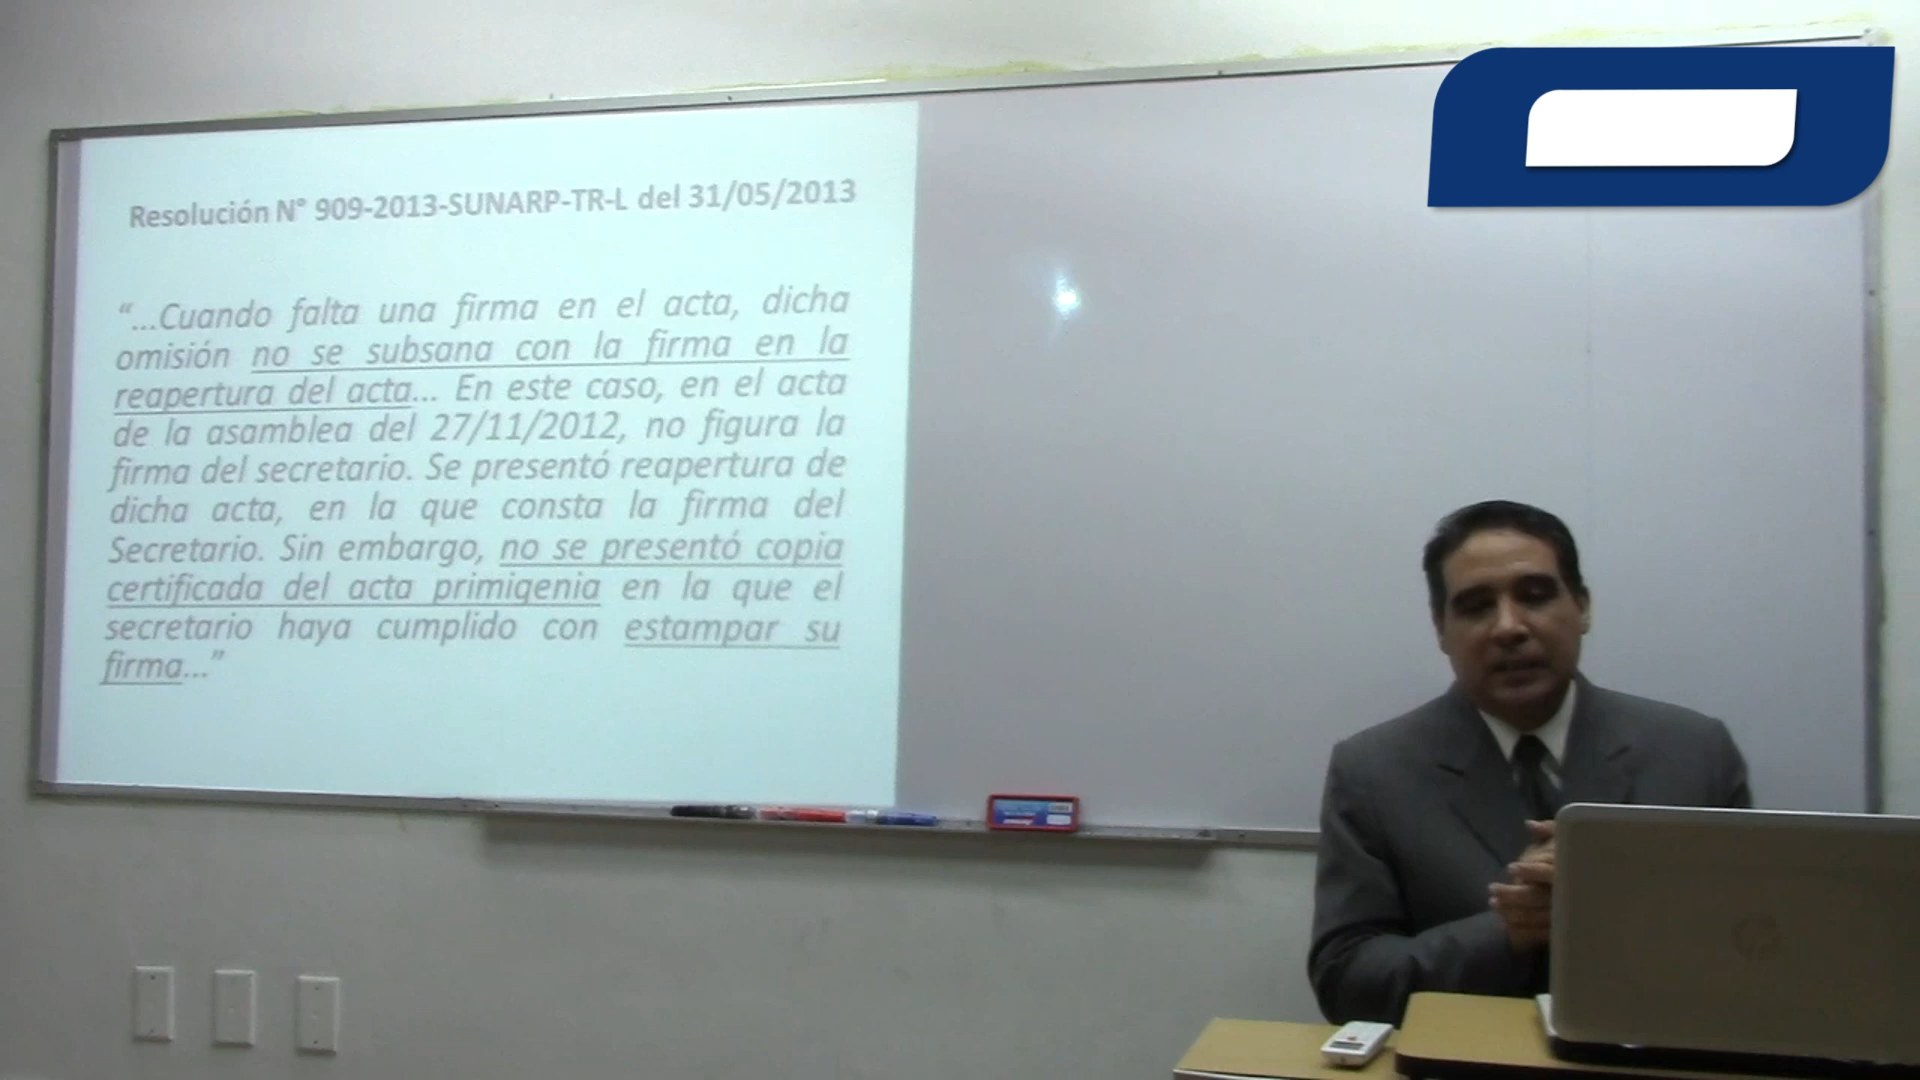 Resolución N° 909-2013-SUNARP-TR-L del 31/05/2013
“...Cuando falta una firma en el acta, dicha
omisión no se subsana con la firma en la
reapertura del acta... En este caso, en el acta
de la asamblea del 27/11/2012, no figura la
firma del secretario. Se presentó reapertura de
dicha acta, en la que consta la firma del
Secretario. Sin embargo, no se presentó copia
certificada del acta primigenia en la que el
secretario haya cumplido con estampar su
firma...”